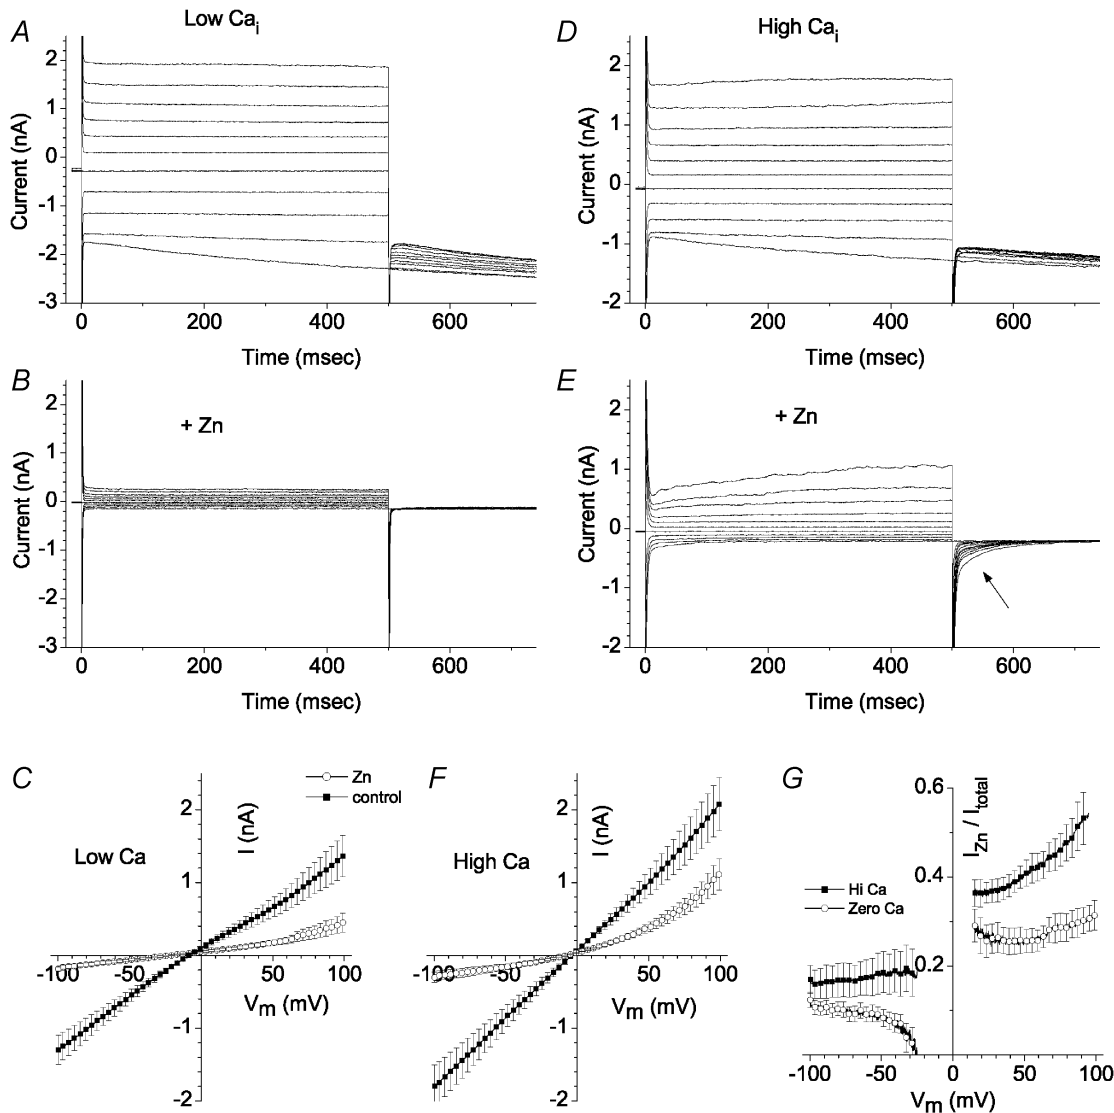 A
Low Cai
2
1
0
-1
-2
-3
Current (nA)
0
200
400
600
Time (msec)
D
High Cai
2
1
0
-1
-2
Current (nA)
0
200
400
600
Time (msec)
B
+ Zn
2
1
0
-1
-2
-3
Current (nA)
0
200
400
600
Time (msec)
E
+ Zn
2
1
0
-1
-2
Current (nA)
0
200
400
600
Time (msec)
C
Zn
control
Low Ca
I (nA)
2
1
-1
-2
-100
-50
50
100
Vm (mV)
F
High Ca
I (nA)
2
1
-1
-2
-100
-50
50
100
Vm (mV)
G
Hi Ca
Zero Ca
IZn / Itotal
0.6
0.4
0.2
-100
-50
0
50
100
Vm (mV)